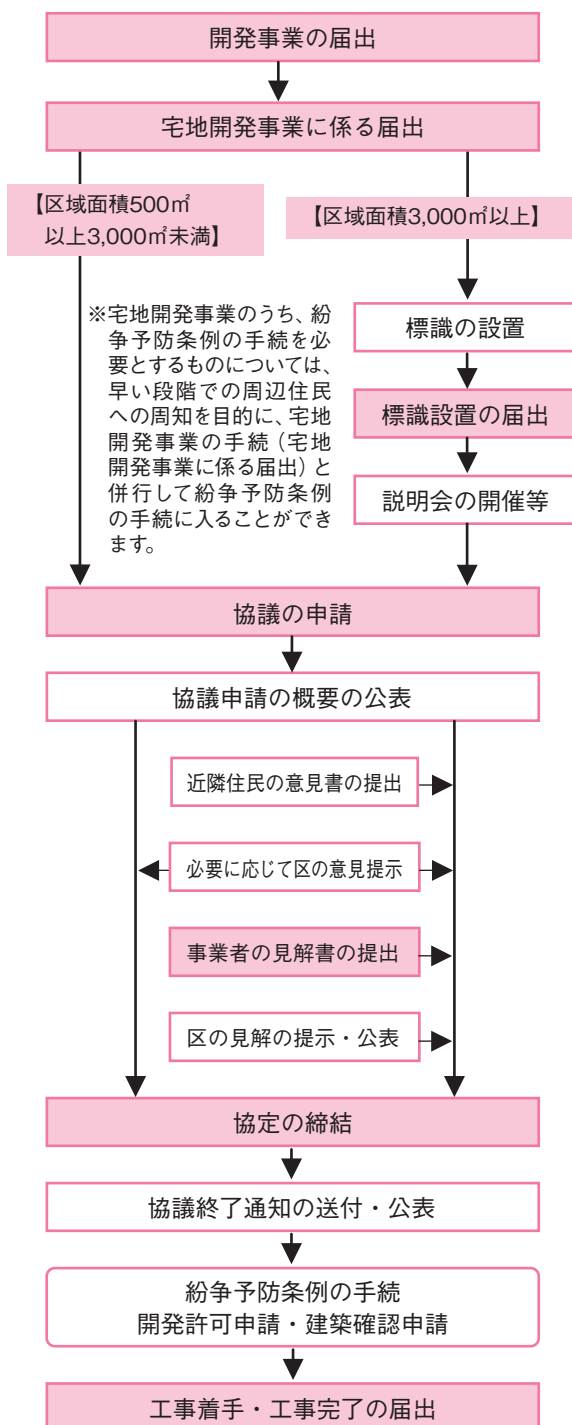 開発事業の届出
宅地開発事業に係る届出
【区域面積500㎡
以上3,000㎡未満】
【区域面積3,000㎡以上】
※宅地開発事業のうち、紛
争予防条例の手続を必
要とするものについては、
早い段階での周辺住民
への周知を目的に、宅地
開発事業の手続（宅地
開発事業に係る届出）と
併行して紛争予防条例
の手続に入ることができ
ます。
標識の設置
標識設置の届出
説明会の開催等
協議の申請
協議申請の概要の公表
近隣住民の意見書の提出
必要に応じて区の意見提示
事業者の見解書の提出
区の見解の提示・公表
協定の締結
協議終了通知の送付・公表
紛争予防条例の手続
開発許可申請・建築確認申請
工事着手・工事完了の届出